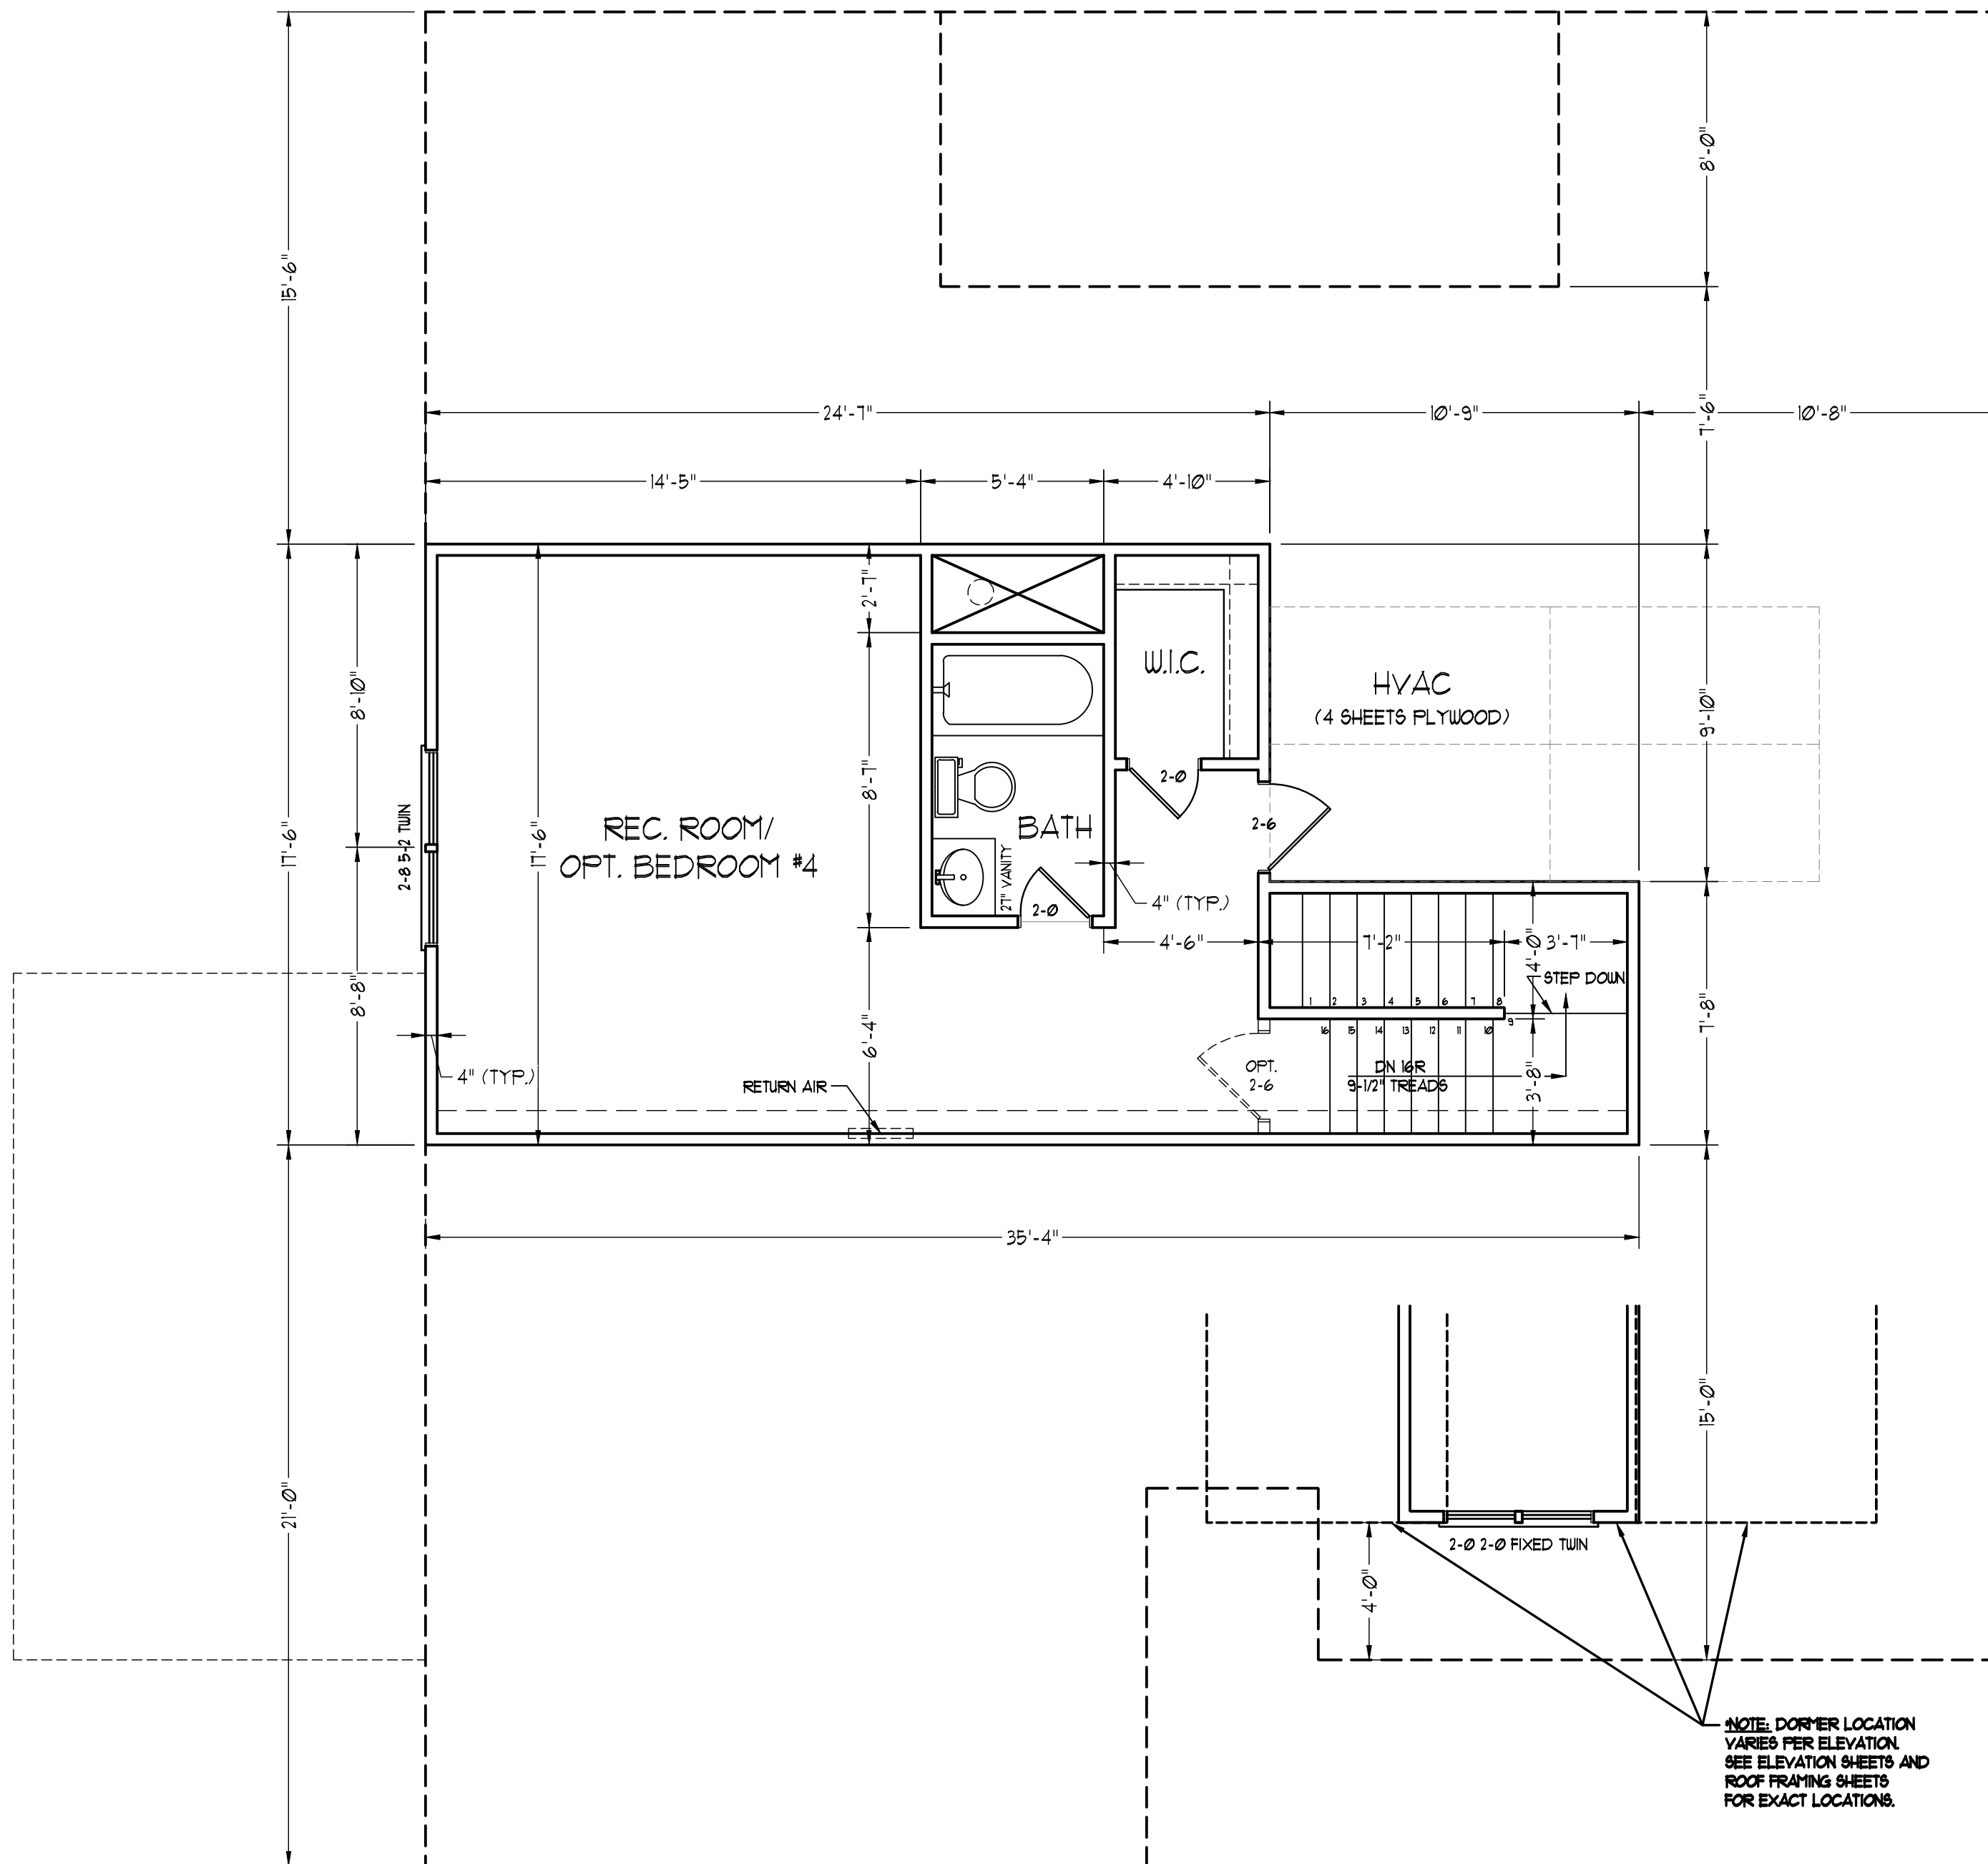 8'-0"
15'-6"
24'-7"
10'-9"
7'-6"
10'-8"
14'-5"
5'-4"
4'-10"
2'-7"
W.I.C.
HVAC
(4 SHEETS PLYWOOD)
8'-10"
9'-10"
2-0
8'-7"
2-8 5-2 TWIN
17'-6"
17'-6"
REC. ROOM/
OPT. BEDROOM #4
BATH
2-6
27" VANITY
2-0
4" (TYP.)
4'-6"
7'-2"
4'-0"
3'-7"
STEP DOWN
8'-8"
1 2 3 4 5 6 7 8
9
16 15 14 13 12 11 10
7'-8"
6'-4"
4" (TYP.)
RETURN AIR
OPT.
2-6
DN 16R
9-1/2" TREADS
3'-8"
35'-4"
15'-0"
21'-0"
2-0 2-0 FIXED TWIN
4'-0"
*NOTE: DORMER LOCATION
VARIES PER ELEVATION.
SEE ELEVATION SHEETS AND
ROOF FRAMING SHEETS
FOR EXACT LOCATIONS.